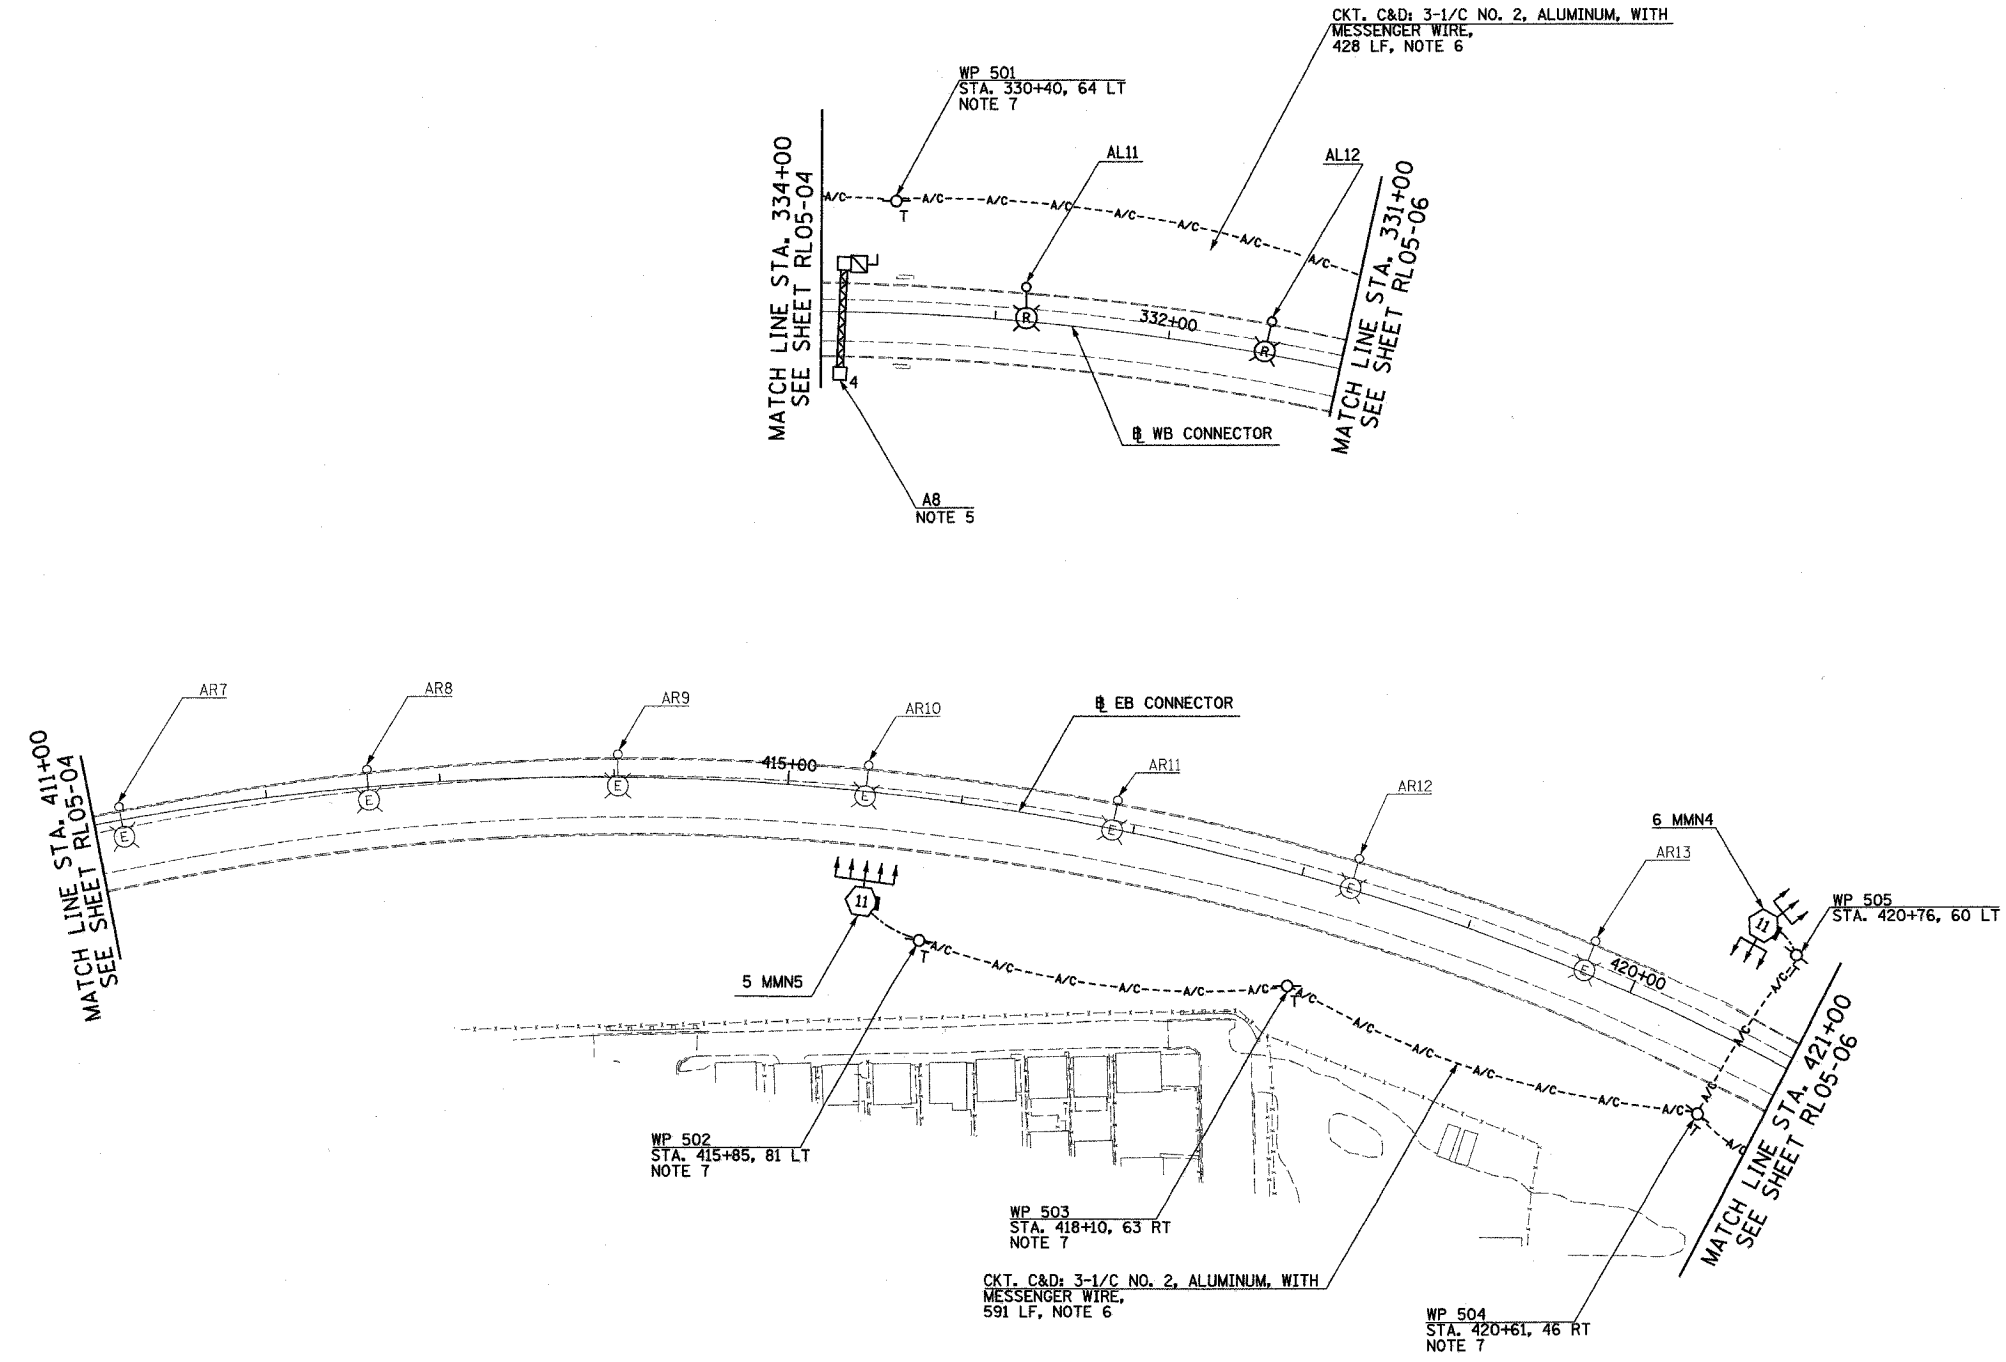 CKT. C&D: 3-1/C NO. 2, ALUMINUM, WITH
MESSENGER WIRE,
428 LF, NOTE 6
WP 501
STA. 330+40, 64 LT
NOTE 7
AL11
AL12
MATCH LINE STA. 334+00
SEE SHEET RL05-04
A/C A/C A/C A/C A/C A/C A/C A/C
T
MATCH LINE STA. 331+00
SEE SHEET RL05-06
R
332+00
R
4
℄ WB CONNECTOR
A8
NOTE 5
AR7
AR8
AR9
AR10
℄ EB CONNECTOR
AR11
AR12
6 MMN4
AR13
WP 505
STA. 420+76, 60 LT
MATCH LINE STA. 411+00
SEE SHEET RL05-04
415+00
E
E
E
E
E
E
E
420+00
11
11
T
5 MMN5
T
A/C A/C A/C A/C A/C A/C
T
A/C A/C A/C A/C A/C A/C
A/C A/C A/C
T
A/C
MATCH LINE STA. 421+00
SEE SHEET RL05-06
WP 502
STA. 415+85, 81 LT
NOTE 7
WP 503
STA. 418+10, 63 RT
NOTE 7
CKT. C&D: 3-1/C NO. 2, ALUMINUM, WITH
MESSENGER WIRE,
591 LF, NOTE 6
WP 504
STA. 420+61, 46 RT
NOTE 7